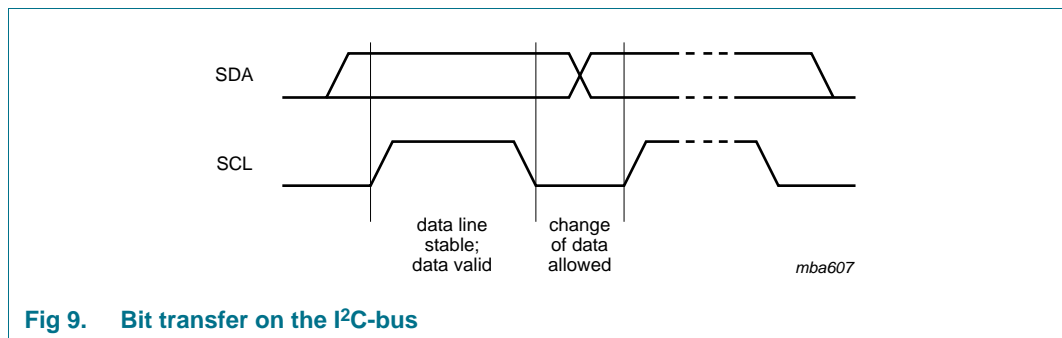 SDA
SCL
data line
stable;
data valid
change
of data
allowed
mba607
Fig 9. Bit transfer on the I²C-bus